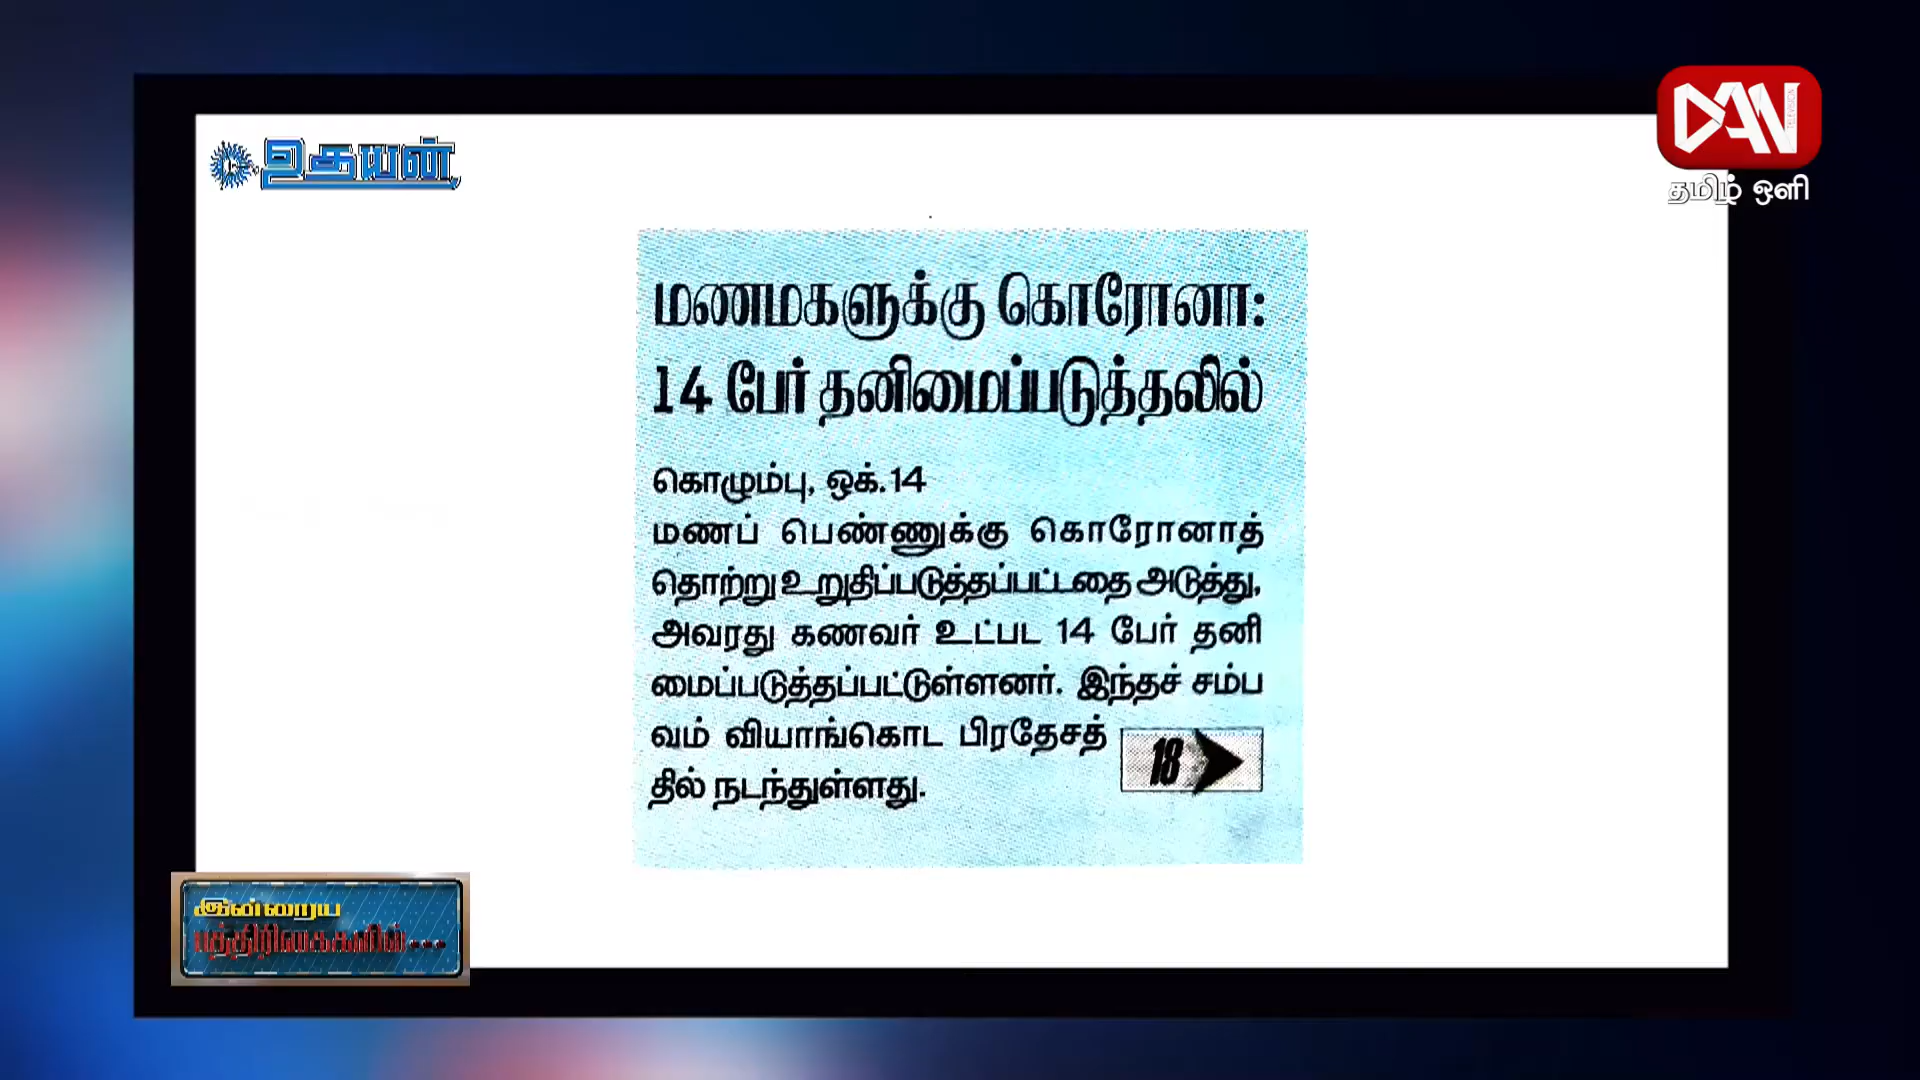 உதயன்
DAN
தமிழ் ஒளி
மணமகளுக்கு கொரோனா:
14 பேர் தனிமைப்படுத்தலில்
கொழும்பு, ஒக்.14
மணப் பெண்ணுக்கு கொரோனாத்
தொற்று உறுதிப்படுத்தப்பட்டதை அடுத்து,
அவரது கணவர் உட்பட 14 பேர் தனி
மைப்படுத்தப்பட்டுள்ளனர். இந்தச் சம்ப
வம் வியாங்கொட பிரதேசத்
தில் நடந்துள்ளது.
18
இன்றைய
பத்திரிகைகளில்...